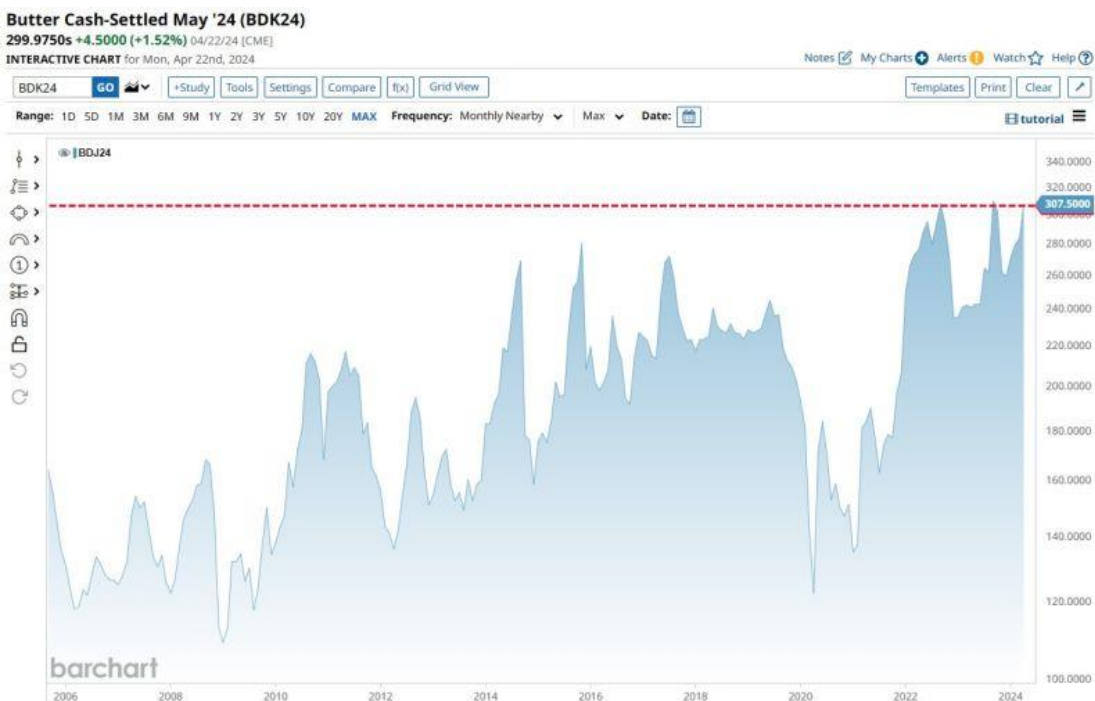 Butter Cash-Settled May '24 (BDK24)
299.9750s +4.5000 (+1.52%) 04/22/24 [CME]
INTERACTIVE CHART for Mon, Apr 22nd, 2024
Notes My Charts Alerts Watch Help
BDK24 GO +Study Tools Settings Compare f(x) Grid View Templates Print Clear
Range: 1D 5D 1M 3M 6M 9M 1Y 2Y 3Y 5Y 10Y 20Y MAX Frequency: Monthly Nearby Max Date: tutorial
BDJ24
340.0000
320.0000
307.5000
280.0000
260.0000
240.0000
220.0000
200.0000
180.0000
160.0000
140.0000
120.0000
100.0000
barchart
2006 2008 2010 2012 2014 2016 2018 2020 2022 2024